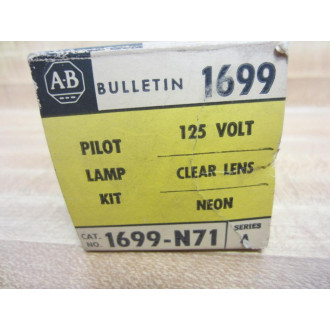 A-B BULLETIN 1699
PILOT 125 VOLT
LAMP CLEAR LENS
KIT NEON
CAT. NO. 1699-N71 SERIES A